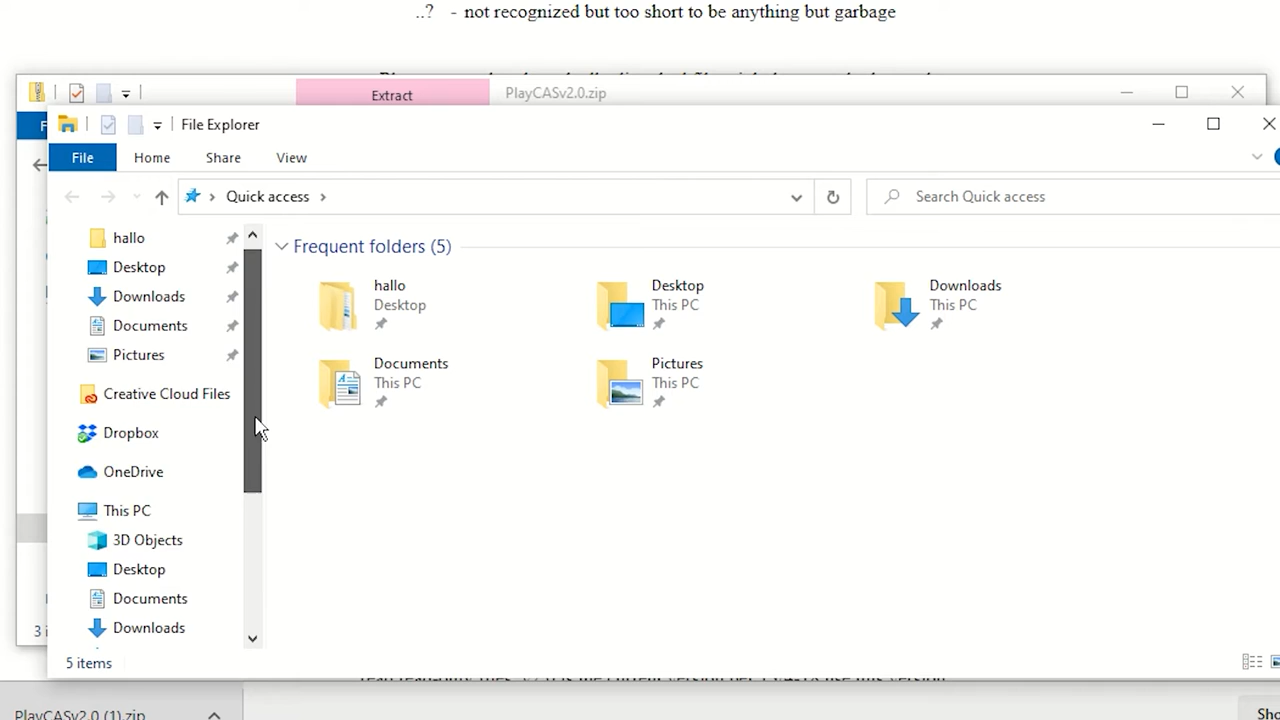 ..? - not recognized but too short to be anything but garbage
Extract
PlayCASv2.0.zip
File Explorer
File
Home
Share
View
Quick access
Search Quick access
hallo
Desktop
Downloads
Documents
Pictures
Creative Cloud Files
Dropbox
OneDrive
This PC
3D Objects
Desktop
Documents
Downloads
Frequent folders (5)
hallo
Desktop
Desktop
This PC
Downloads
This PC
Documents
This PC
Pictures
This PC
3 i
5 items
PlayCASv2.0 (1).zip
Sho